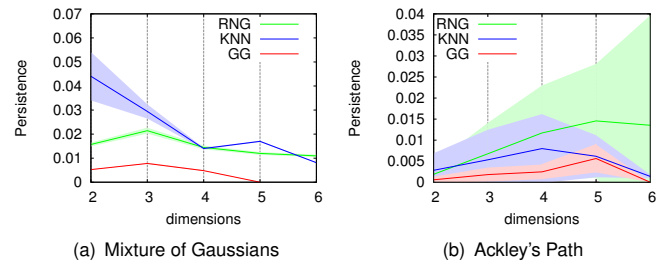 RNG
KNN
GG
0.07
0.06
0.05
0.04
0.03
0.02
0.01
0
Persistence
2 3 4 5 6
dimensions
(a) Mixture of Gaussians
RNG
KNN
GG
0.04
0.035
0.03
0.025
0.02
0.015
0.01
0.005
0
Persistence
2 3 4 5 6
dimensions
(b) Ackley's Path